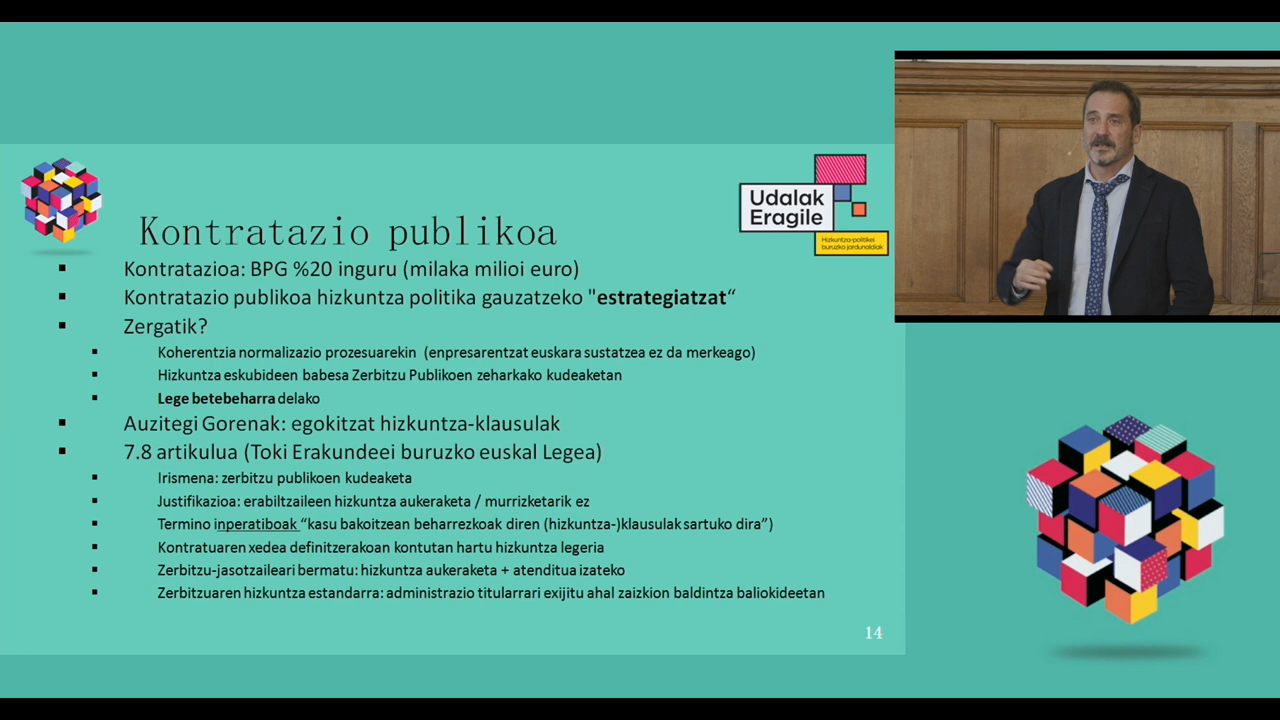 Udalak
Eragile
Hizkuntza-politikei
buruzko jardunaldiak
Kontratazio publikoa
▪ Kontratazioa: BPG %20 inguru (milaka milioi euro)
▪ Kontratazio publikoa hizkuntza politika gauzatzeko "estrategiatzat“
▪ Zergatik?
▪ Koherentzia normalizazio prozesuarekin (enpresarentzat euskara sustatzea ez da merkeago)
▪ Hizkuntza eskubideen babesa Zerbitzu Publikoen zeharkako kudeaketan
▪ Lege betebeharra delako
▪ Auzitegi Gorenak: egokitzat hizkuntza-klausulak
▪ 7.8 artikulua (Toki Erakundeei buruzko euskal Legea)
▪ Irismena: zerbitzu publikoen kudeaketa
▪ Justifikazioa: erabiltzaileen hizkuntza aukeraketa / murrizketarik ez
▪ Termino inperatiboak “kasu bakoitzean beharrezkoak diren (hizkuntza-)klausulak sartuko dira”)
▪ Kontratuaren xedea definitzerakoan kontutan hartu hizkuntza legeria
▪ Zerbitzu-jasotzaileari bermatu: hizkuntza aukeraketa + atenditua izateko
▪ Zerbitzuaren hizkuntza estandarra: administrazio titularrari exijitu ahal zaizkion baldintza baliokideetan
14